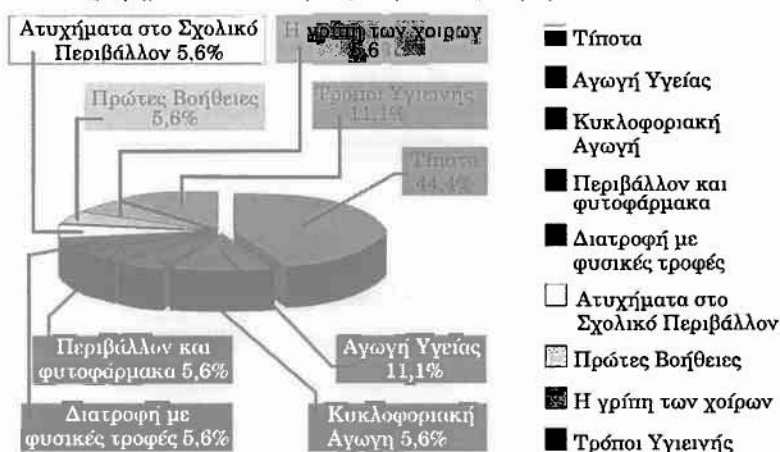 Ατυχήματα στο Σχολικό
Περιβάλλον 5,6%
Η γρίπη των χοίρων
5,6
Πρώτες Βοήθειες
5,6%
Τρόποι Υγιεινής
11,1%
Τίποτα
44,4%
Περιβάλλον και
φυτοφάρμακα 5,6%
Αγωγή Υγείας
11,1%
Διατροφή με
φυσικές τροφές 5,6%
Κυκλοφοριακή
Αγωγη 5,6%
Τίποτα
Αγωγή Υγείας
Κυκλοφοριακή
Αγωγή
Περιβάλλον και
φυτοφάρμακα
Διατροφή με
φυσικές τροφές
Ατυχήματα στο
Σχολικό Περιβάλλον
Πρώτες Βοήθειες
Η γρίπη των χοίρων
Τρόποι Υγιεινής